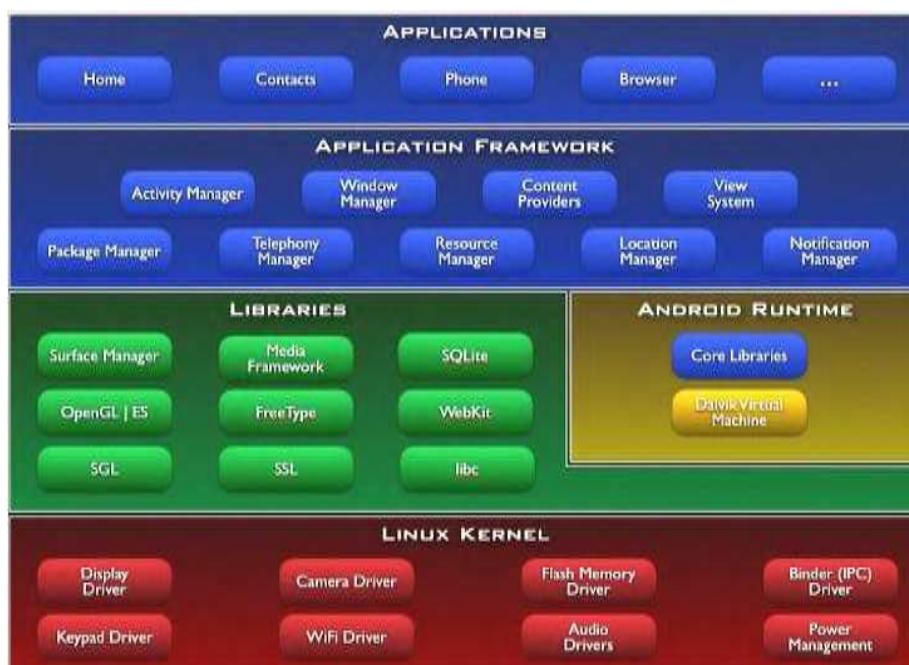 APPLICATIONS
Home Contacts Phone Browser ...
APPLICATION FRAMEWORK
Activity Manager
Window
Manager
Content
Providers
View
System
Package Manager
Telephony
Manager
Resource
Manager
Location
Manager
Notification
Manager
LIBRARIES
Surface Manager
Media
Framework
SQLite
OpenGL | ES
FreeType
WebKit
SGL
SSL
libc
ANDROID RUNTIME
Core Libraries
Dalvik Virtual
Machine
LINUX KERNEL
Display
Driver
Camera Driver
Flash Memory
Driver
Binder (IPC)
Driver
Keypad Driver
WiFi Driver
Audio
Drivers
Power
Management